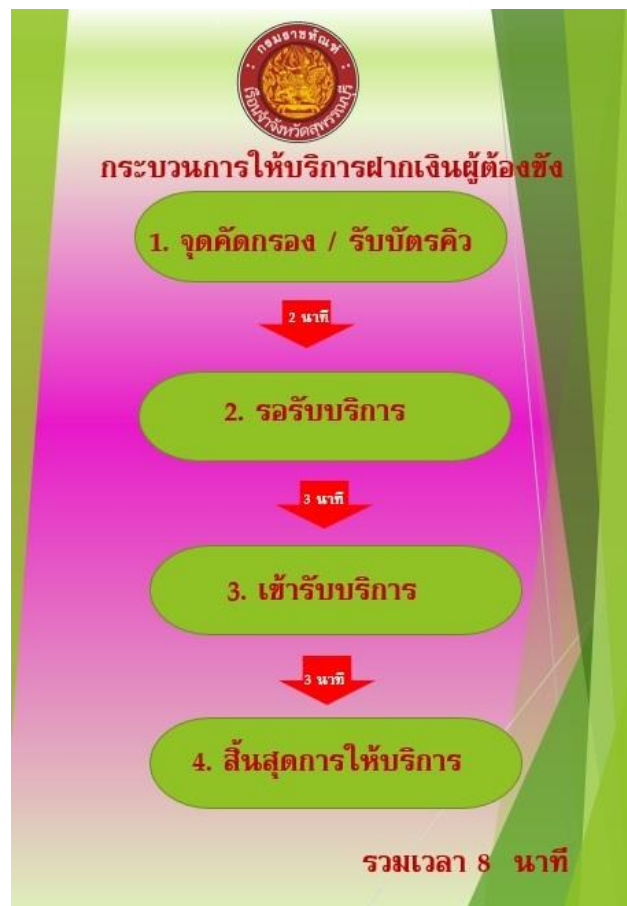 กรมราชทัณฑ์
เรือนจำจังหวัดสุพรรณบุรี
กระบวนการให้บริการฝากเงินผู้ต้องขัง
1. จุดคัดกรอง / รับบัตรคิว
2 นาที
2. รอรับบริการ
3 นาที
3. เข้ารับบริการ
3 นาที
4. สิ้นสุดการให้บริการ
รวมเวลา 8 นาที